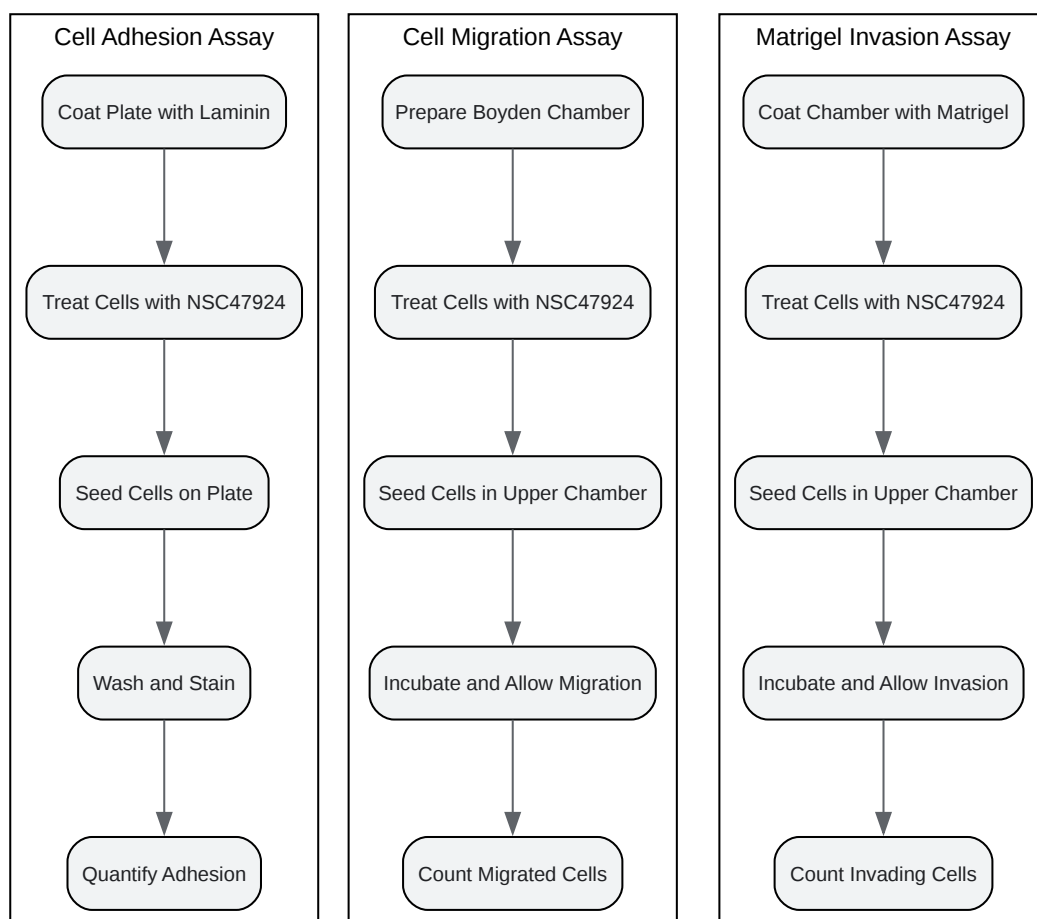 Cell Adhesion Assay
Coat Plate with Laminin
Treat Cells with NSC47924
Seed Cells on Plate
Wash and Stain
Quantify Adhesion
Cell Migration Assay
Prepare Boyden Chamber
Treat Cells with NSC47924
Seed Cells in Upper Chamber
Incubate and Allow Migration
Count Migrated Cells
Matrigel Invasion Assay
Coat Chamber with Matrigel
Treat Cells with NSC47924
Seed Cells in Upper Chamber
Incubate and Allow Invasion
Count Invading Cells